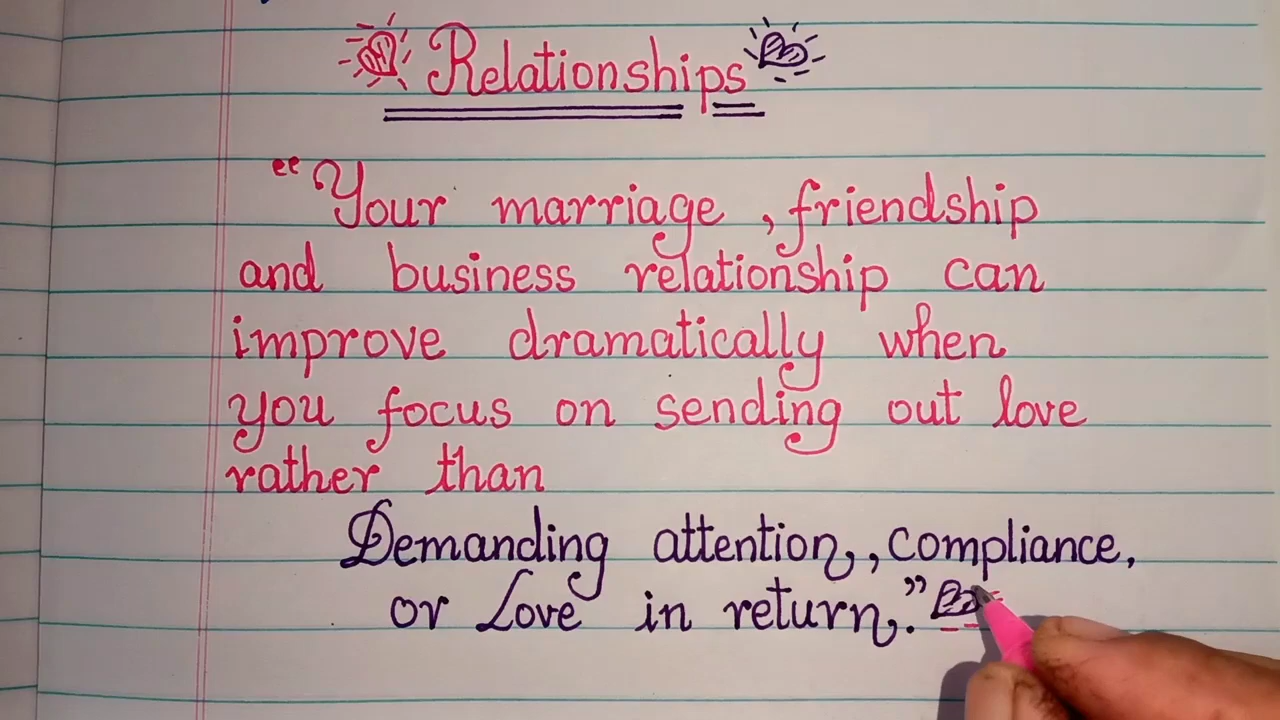 Relationships
“Your marriage , friendship
and business relationship can
improve dramatically when
you focus on sending out love
rather than
Demanding attention, , compliance,
or Love in return.”